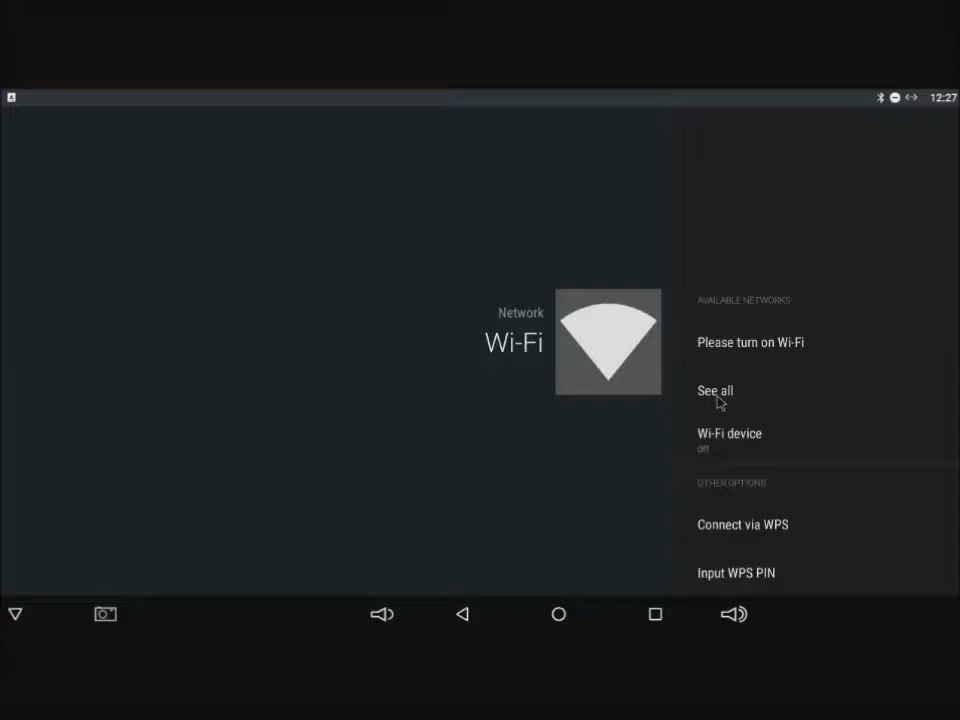 12:27
Network
Wi-Fi
AVAILABLE NETWORKS
Please turn on Wi-Fi
See all
Wi-Fi device
Off
OTHER OPTIONS
Connect via WPS
Input WPS PIN